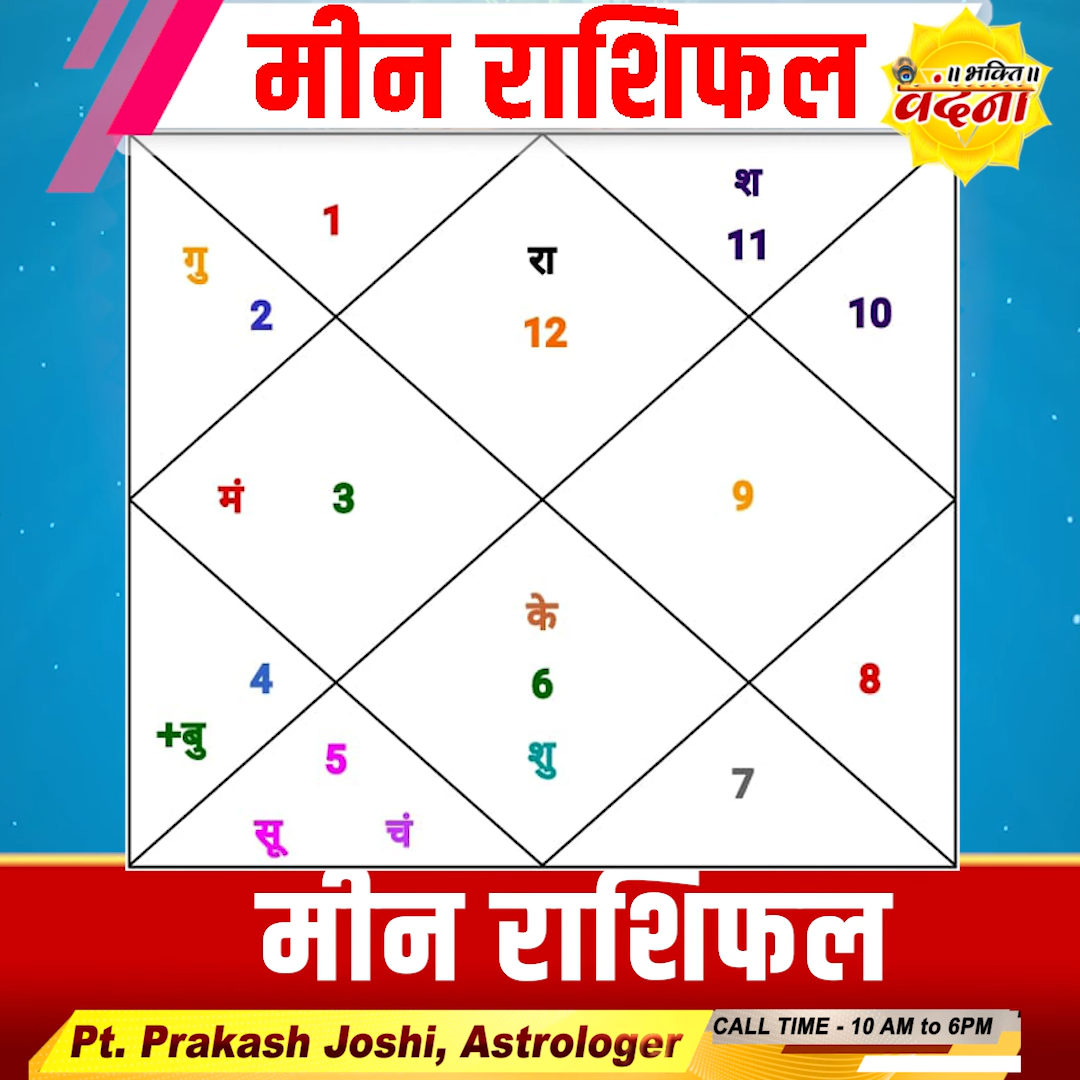 मीन राशिफल
॥ भक्ति ॥
वंदना
श
1
11
गु
रा
2
12
10
मं
3
9
के
4
6
8
+बु
5
शु
7
सू
चं
मीन राशिफल
Pt. Prakash Joshi, Astrologer
CALL TIME - 10 AM to 6PM